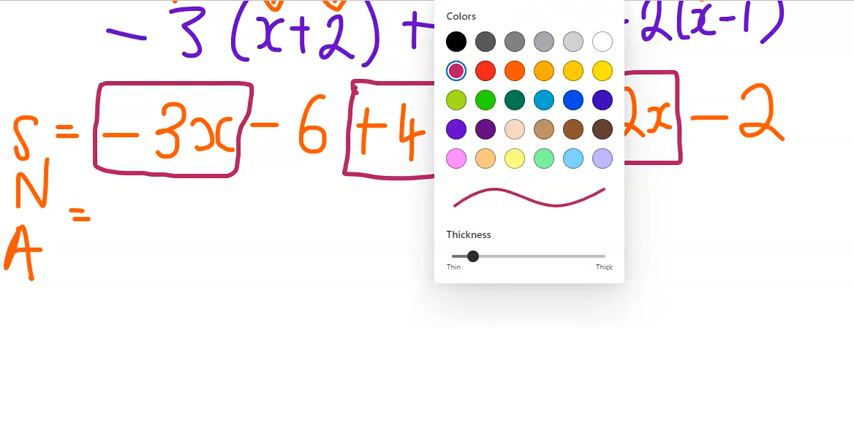 - 3 (x+2) + 2(x-1)
Colors
S = - 3x - 6 +4 2x - 2
N
=
A
Thickness
Thin Thick